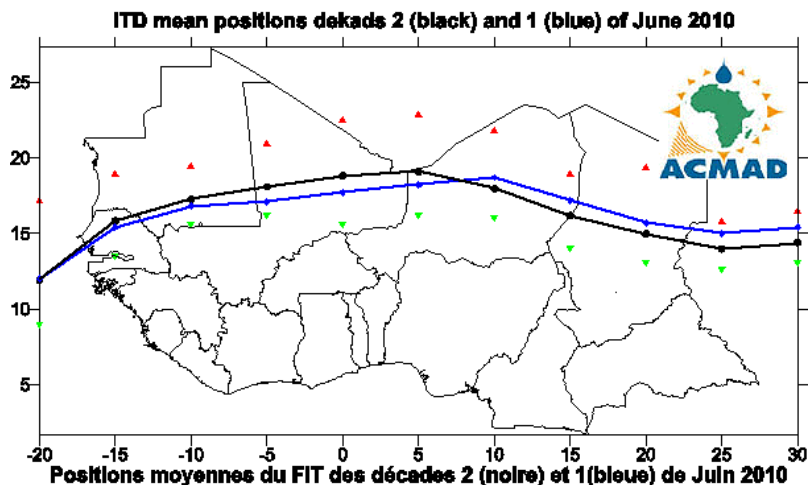 ITD mean positions dekads 2 (black) and 1 (blue) of June 2010
25
20
15
10
5
ACMAD
-20 -15 -10 -5 0 5 10 15 20 25 30
Positions moyennes du FIT des décades 2 (noire) et 1(bleue) de Juin 2010